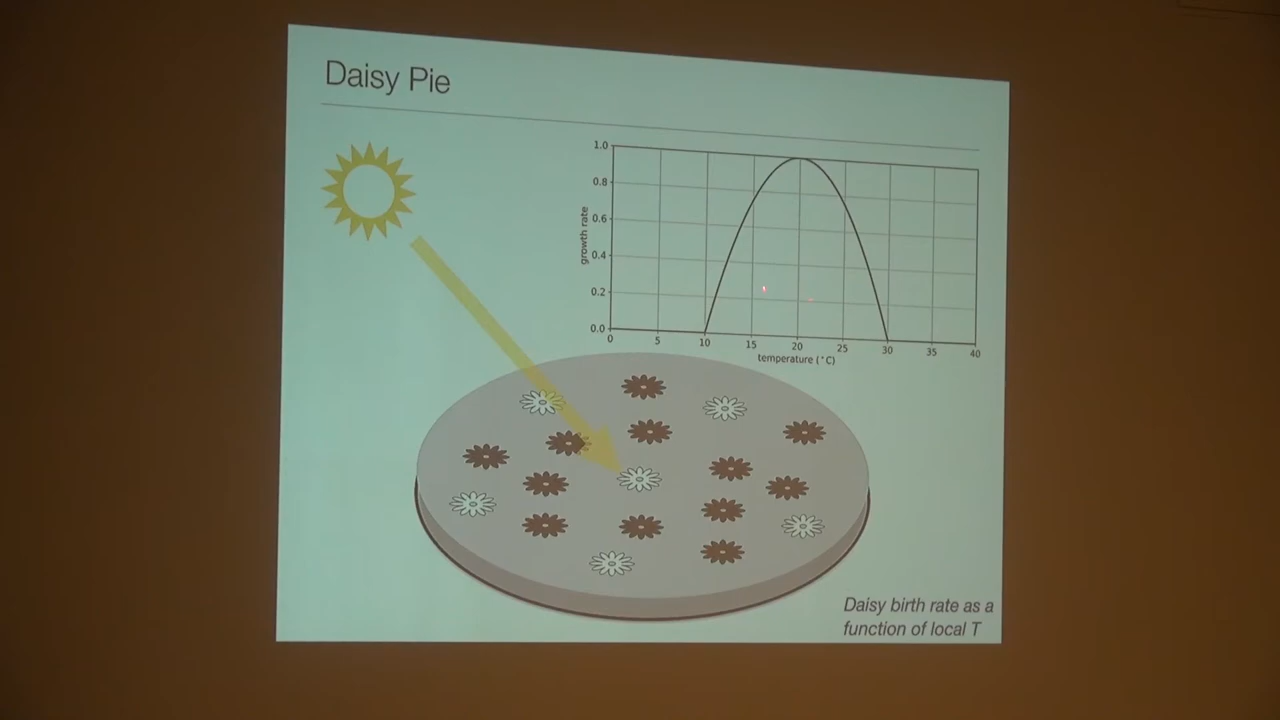 Daisy Pie
1.0
0.8
0.6
0.4
0.2
0.0
growth rate
0 5 10 15 20 25 30 35 40
temperature (°C)
Daisy birth rate as a
function of local T